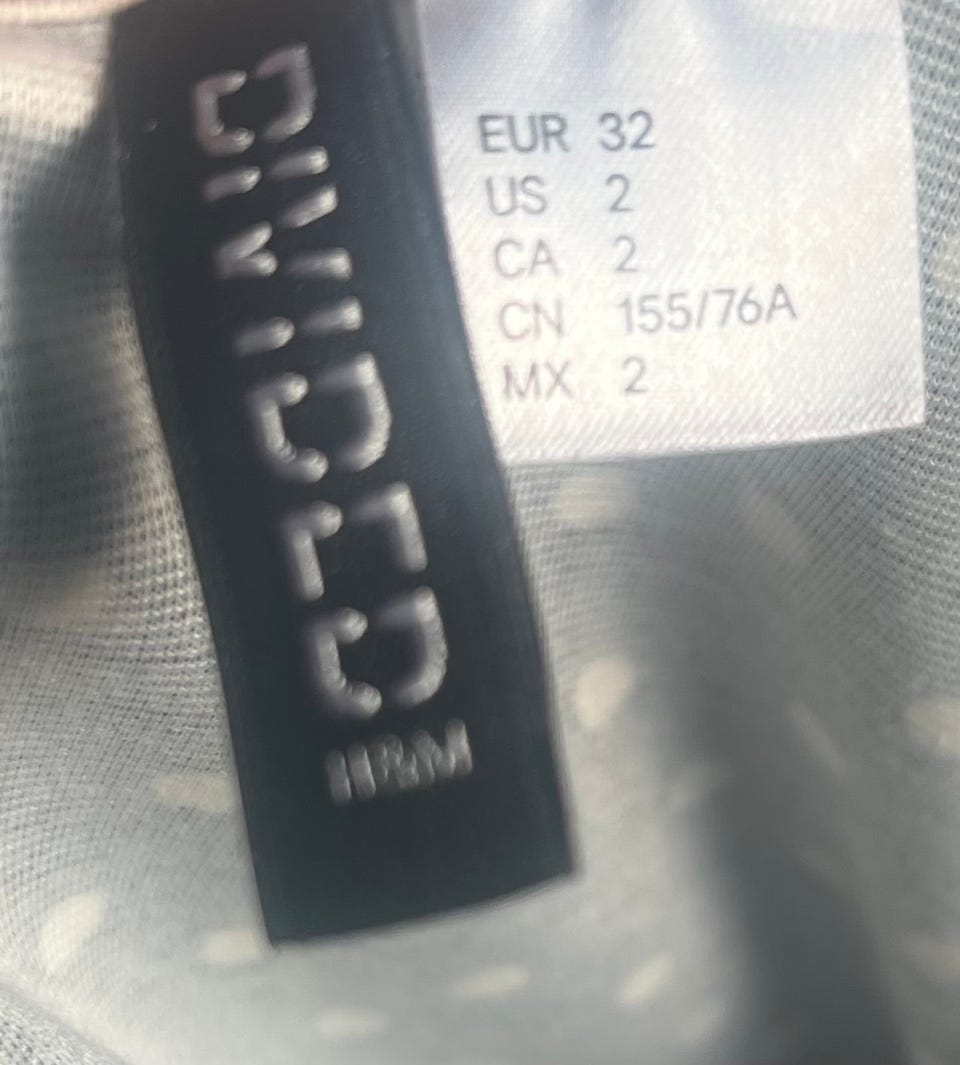 DIVIDED
H&M
EUR 32
US 2
CA 2
CN 155/76A
MX 2